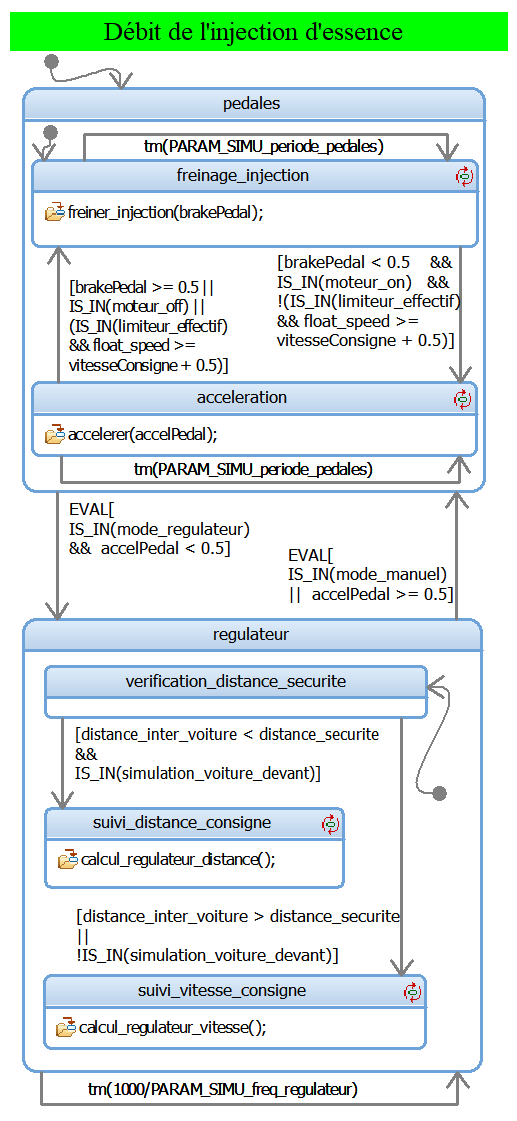 Débit de l'injection d'essence
pedales
tm(PARAM_SIMU_periode_pedales)
freinage_injection
freiner_injection(brakePedal);
[brakePedal >= 0.5 ||
IS_IN(moteur_off) ||
(IS_IN(limiteur_effectif)
&& float_speed >=
vitesseConsigne + 0.5)]
[brakePedal < 0.5 &&
IS_IN(moteur_on) &&
!(IS_IN(limiteur_effectif)
&& float_speed >=
vitesseConsigne + 0.5)]
acceleration
accelerer(accelPedal);
tm(PARAM_SIMU_periode_pedales)
EVAL[
IS_IN(mode_regulateur)
&& accelPedal < 0.5]
EVAL[
IS_IN(mode_manuel)
|| accelPedal >= 0.5]
regulateur
verification_distance_securite
[distance_inter_voiture < distance_securite
&&
IS_IN(simulation_voiture_devant)]
suivi_distance_consigne
calcul_regulateur_distance();
[distance_inter_voiture > distance_securite
||
!IS_IN(simulation_voiture_devant)]
suivi_vitesse_consigne
calcul_regulateur_vitesse();
tm(1000/PARAM_SIMU_freq_regulateur)